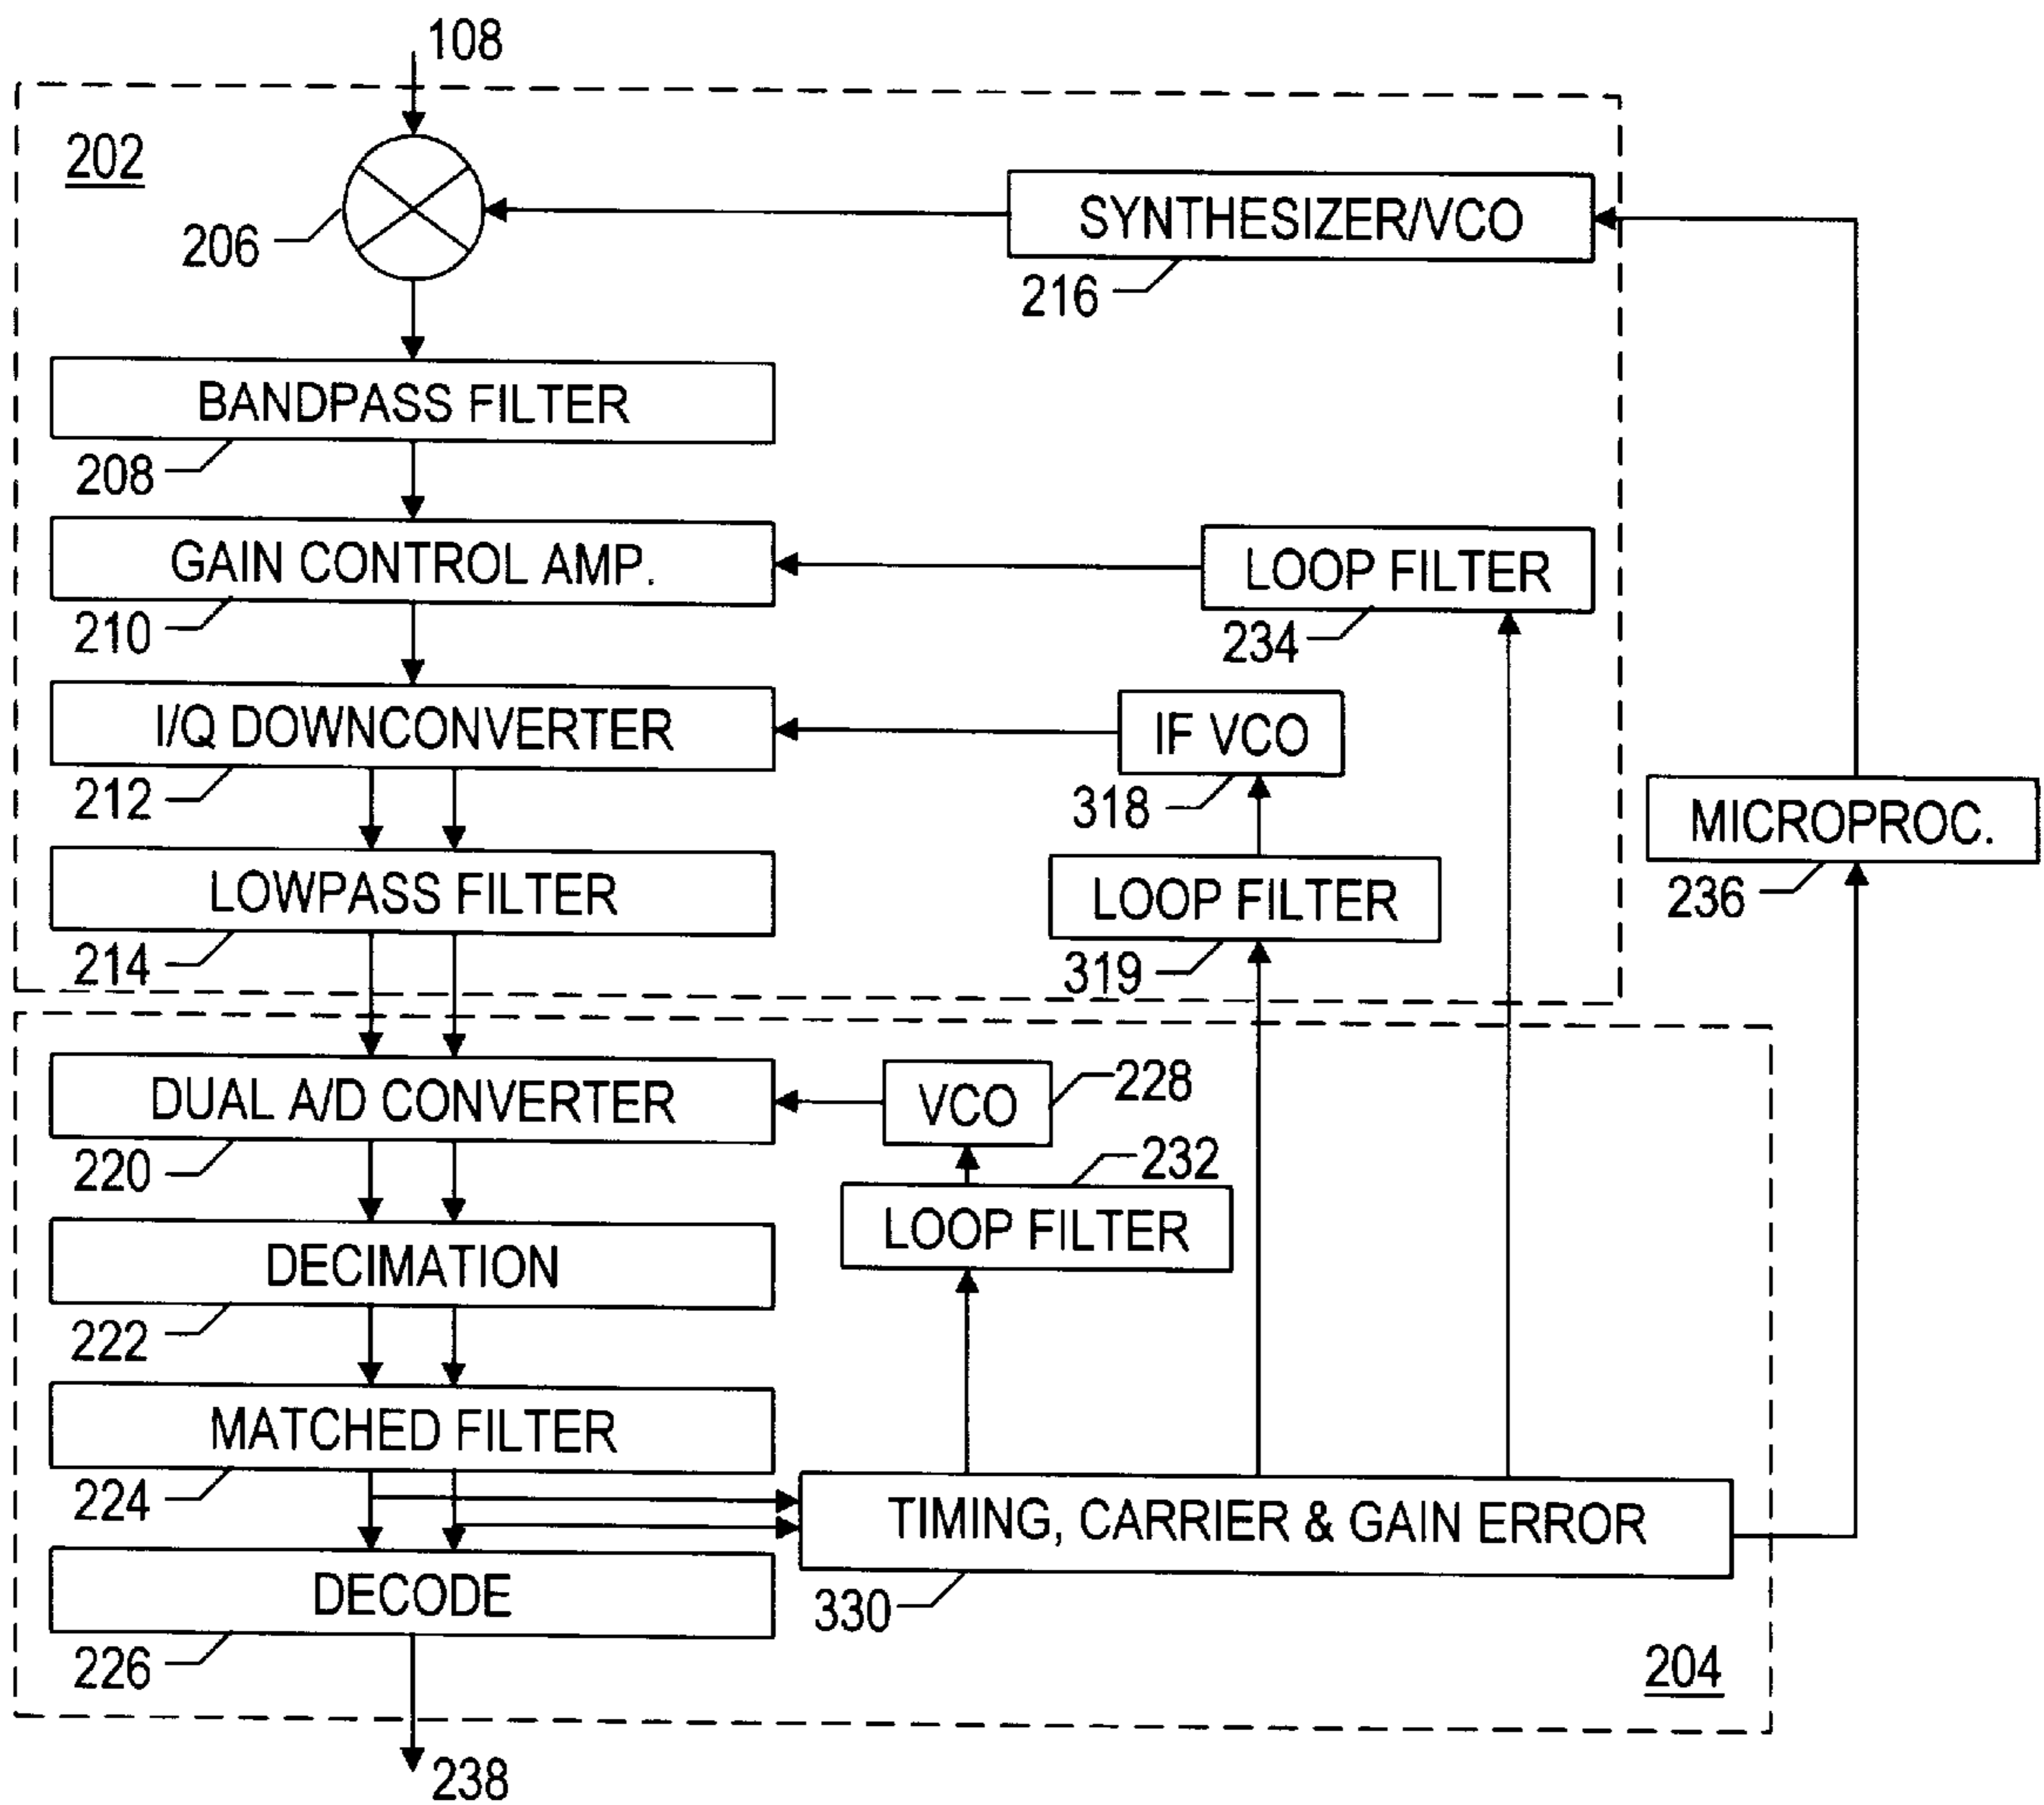 108
202
206
SYNTHESIZER/VCO
216
BANDPASS FILTER
208
GAIN CONTROL AMP.
210
LOOP FILTER
234
I/Q DOWNCONVERTER
212
IF VCO
318
MICROPROC.
236
LOWPASS FILTER
214
LOOP FILTER
319
DUAL A/D CONVERTER
220
VCO
228
232
LOOP FILTER
DECIMATION
222
MATCHED FILTER
224
TIMING, CARRIER & GAIN ERROR
330
DECODE
226
204
238